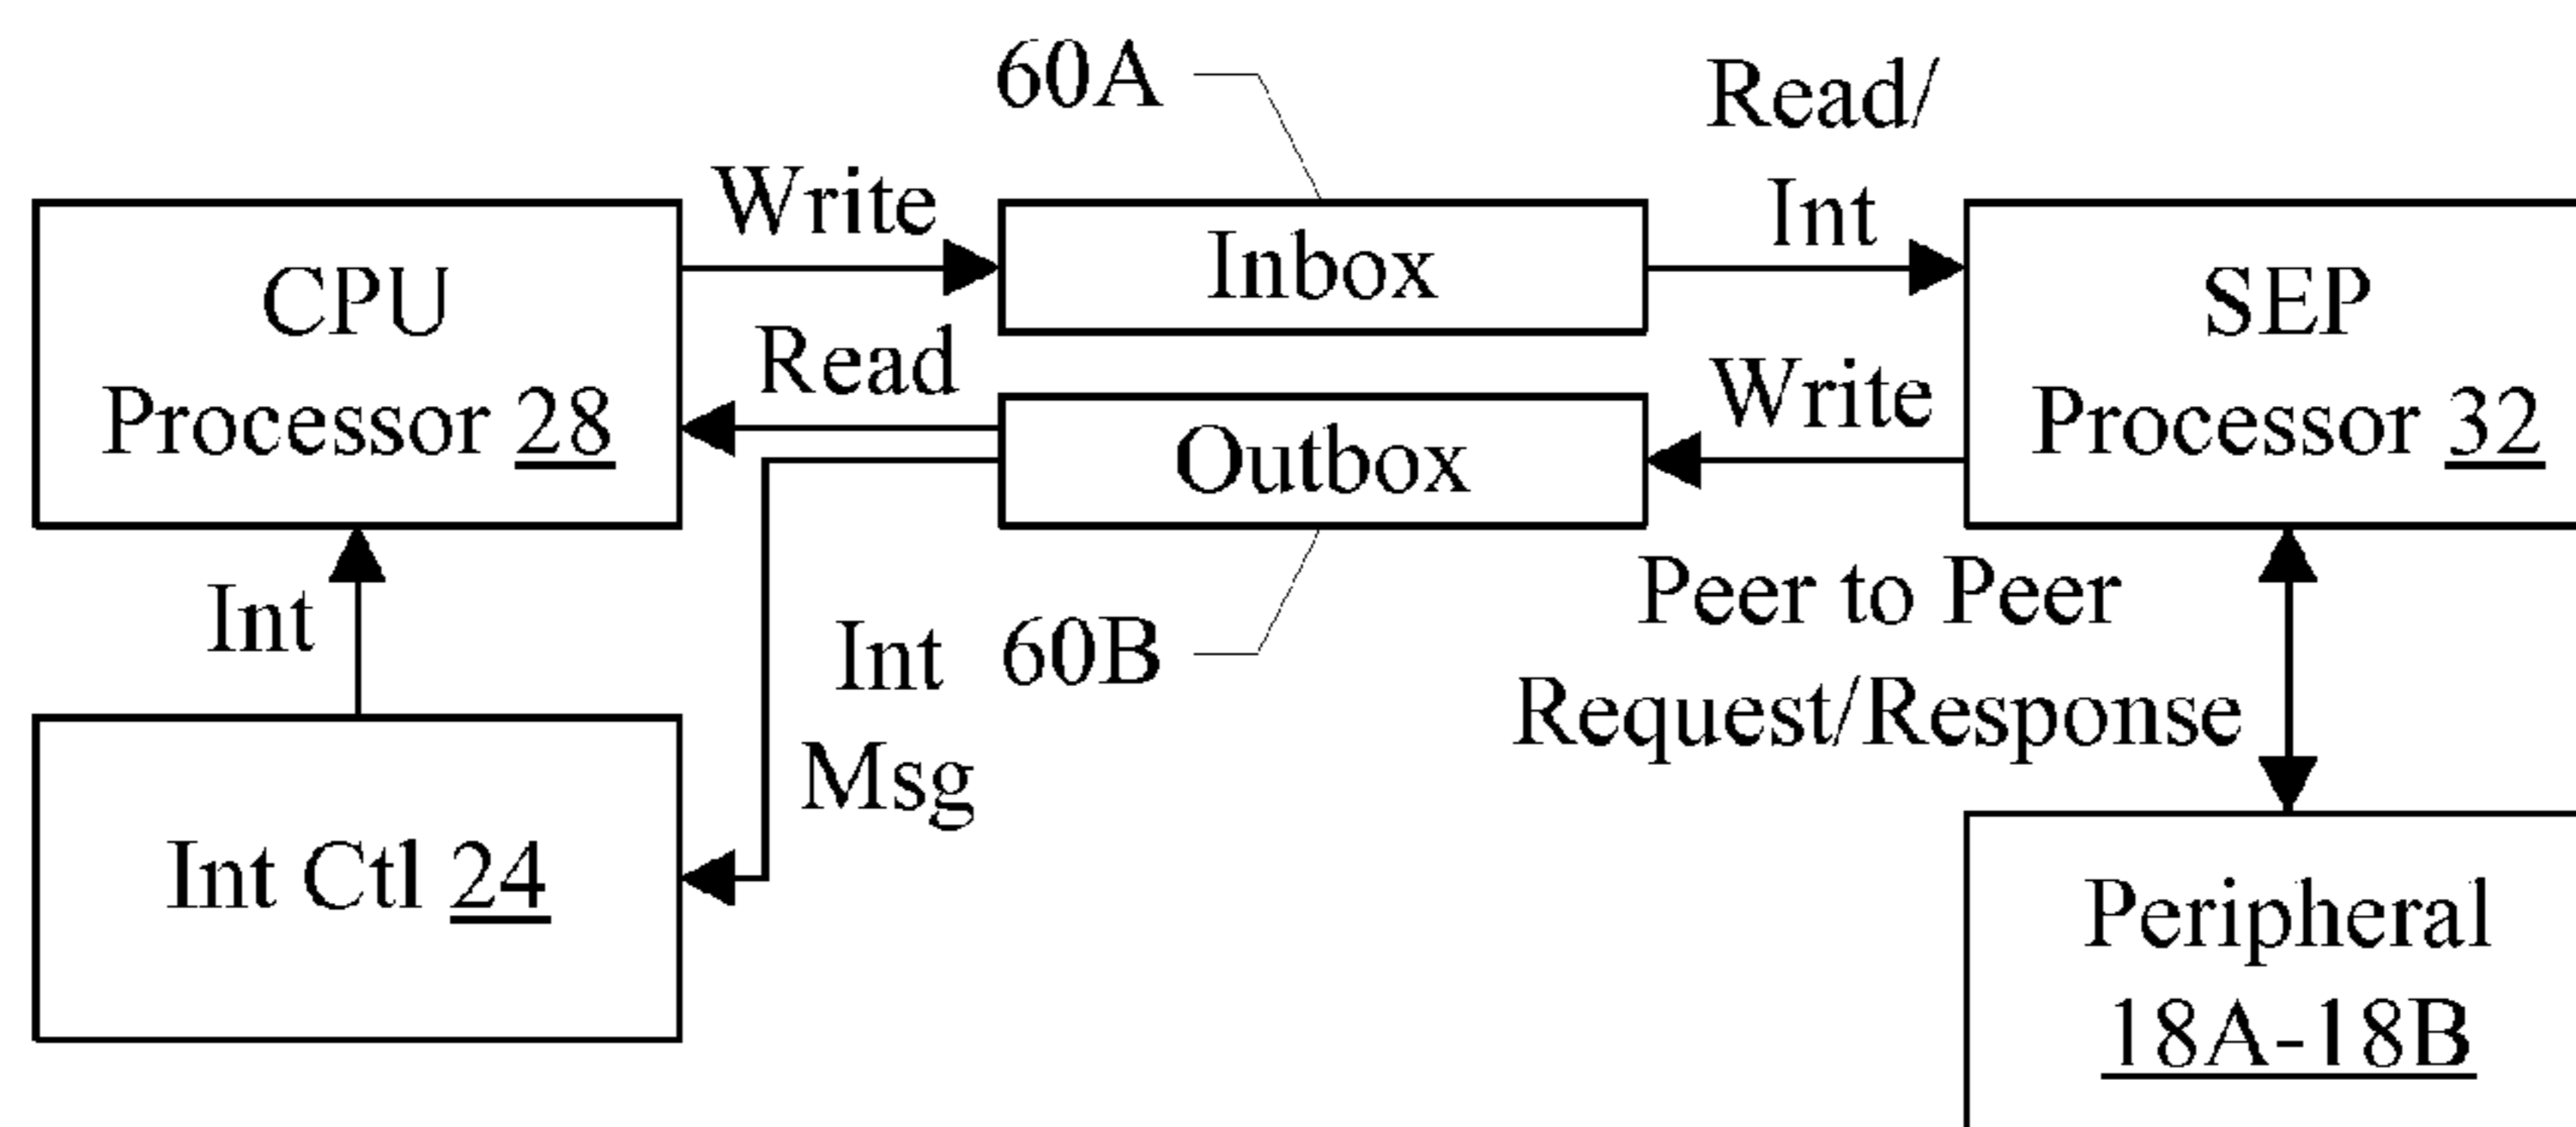 60A
Read/
Int
Write
CPU
Processor 28
Inbox
SEP
Processor 32
Read
Write
Outbox
Int
Int
Msg
60B
Peer to Peer
Request/Response
Int Ctl 24
Peripheral
18A-18B